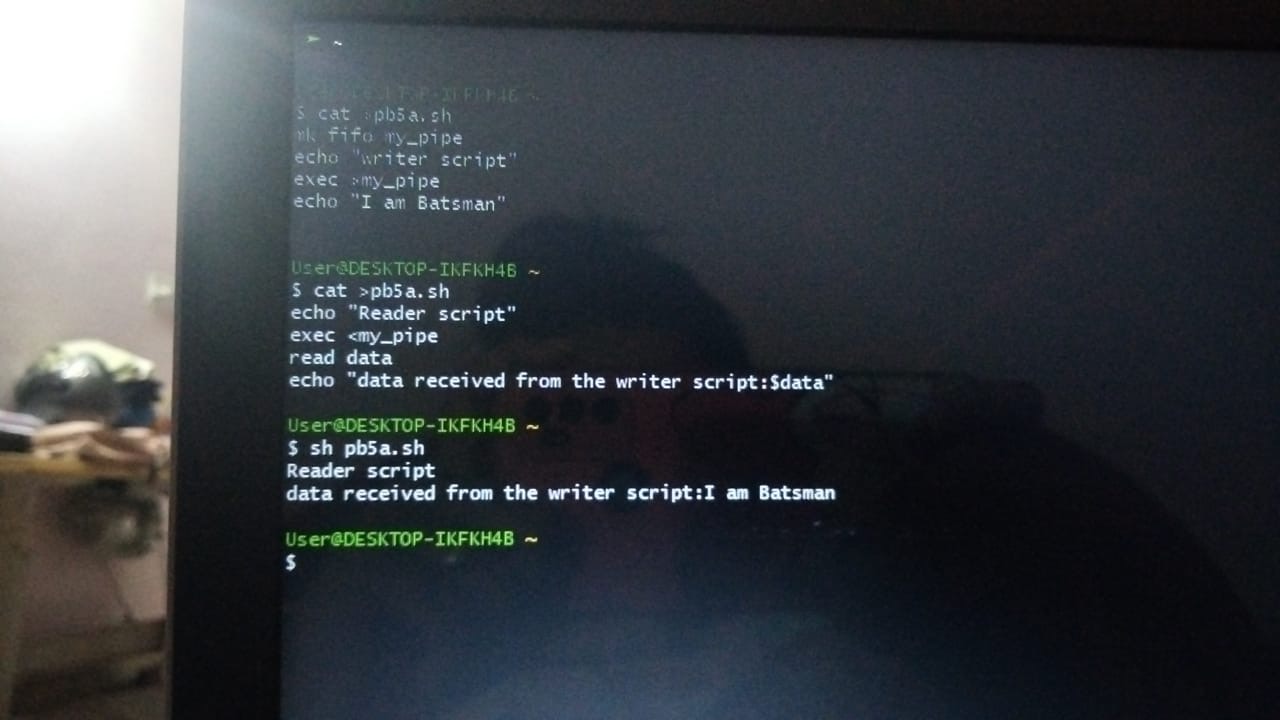 ~
User@DESKTOP-IKFKH4B ~
$ cat >pb5a.sh
mk fifo my_pipe
echo "writer script"
exec >my_pipe
echo "I am Batsman"
User@DESKTOP-IKFKH4B ~
$ cat >pb5a.sh
echo "Reader script"
exec <my_pipe
read data
echo "data received from the writer script:$data"
User@DESKTOP-IKFKH4B ~
$ sh pb5a.sh
Reader script
data received from the writer script:I am Batsman
User@DESKTOP-IKFKH4B ~
$